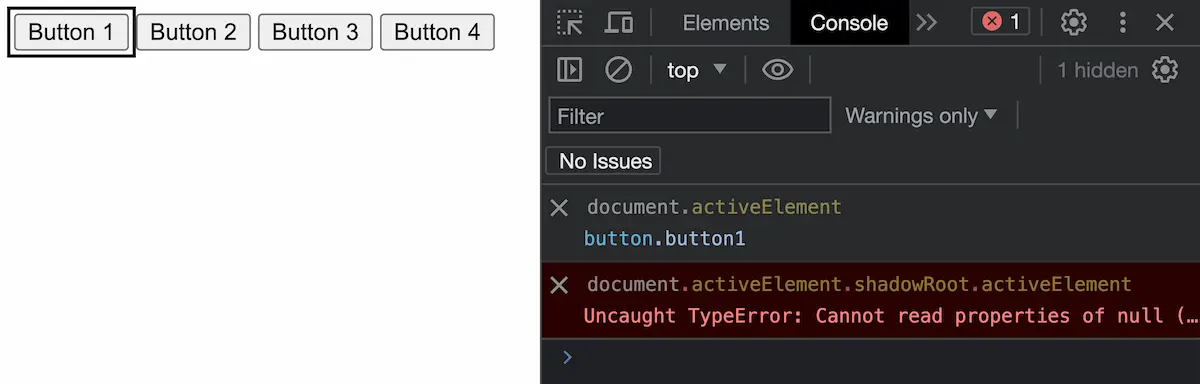 Button 1 Button 2 Button 3 Button 4
Elements Console 1
top 1 hidden
Filter Warnings only
No Issues
document.activeElement
button.button1
document.activeElement.shadowRoot.activeElement
Uncaught TypeError: Cannot read properties of null (…